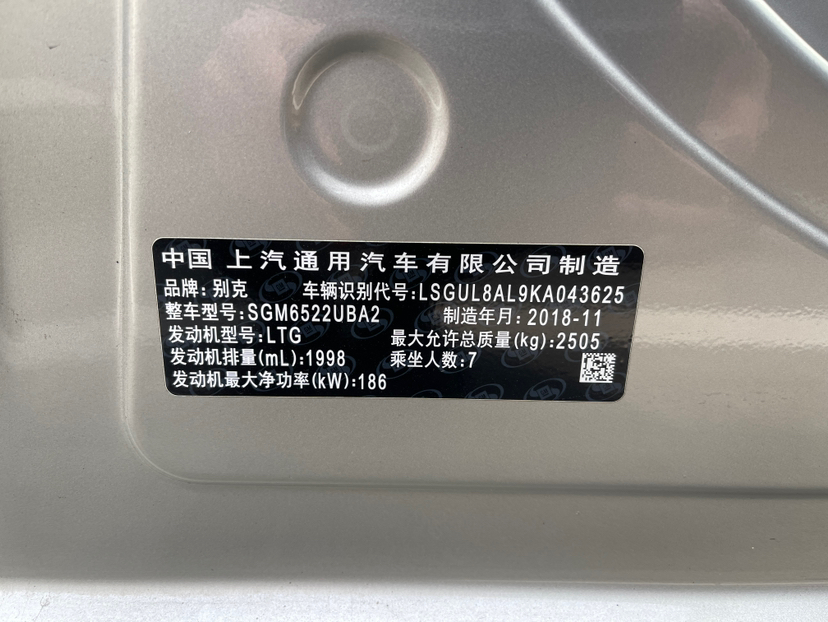 中国 上汽通用汽车有限公司制造
品牌:别克 车辆识别代号:LSGUL8AL9KA043625
整车型号:SGM6522UBA2 制造年月:2018-11
发动机型号:LTG 最大允许总质量(kg):2505
发动机排量(mL):1998 乘坐人数:7
发动机最大净功率(kW):186